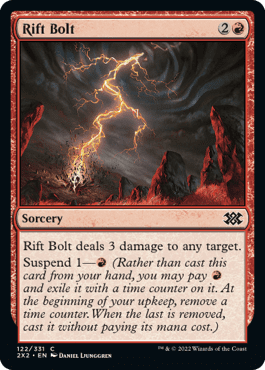 Rift Bolt 2
Sorcery
Rift Bolt deals 3 damage to any target.
Suspend 1— (Rather than cast this
card from your hand, you may pay
and exile it with a time counter on it. At
the beginning of your upkeep, remove a
time counter. When the last is removed,
cast it without paying its mana cost.)
122/331 C
2X2 • EN Daniel Ljunggren
™ & © 2022 Wizards of the Coast